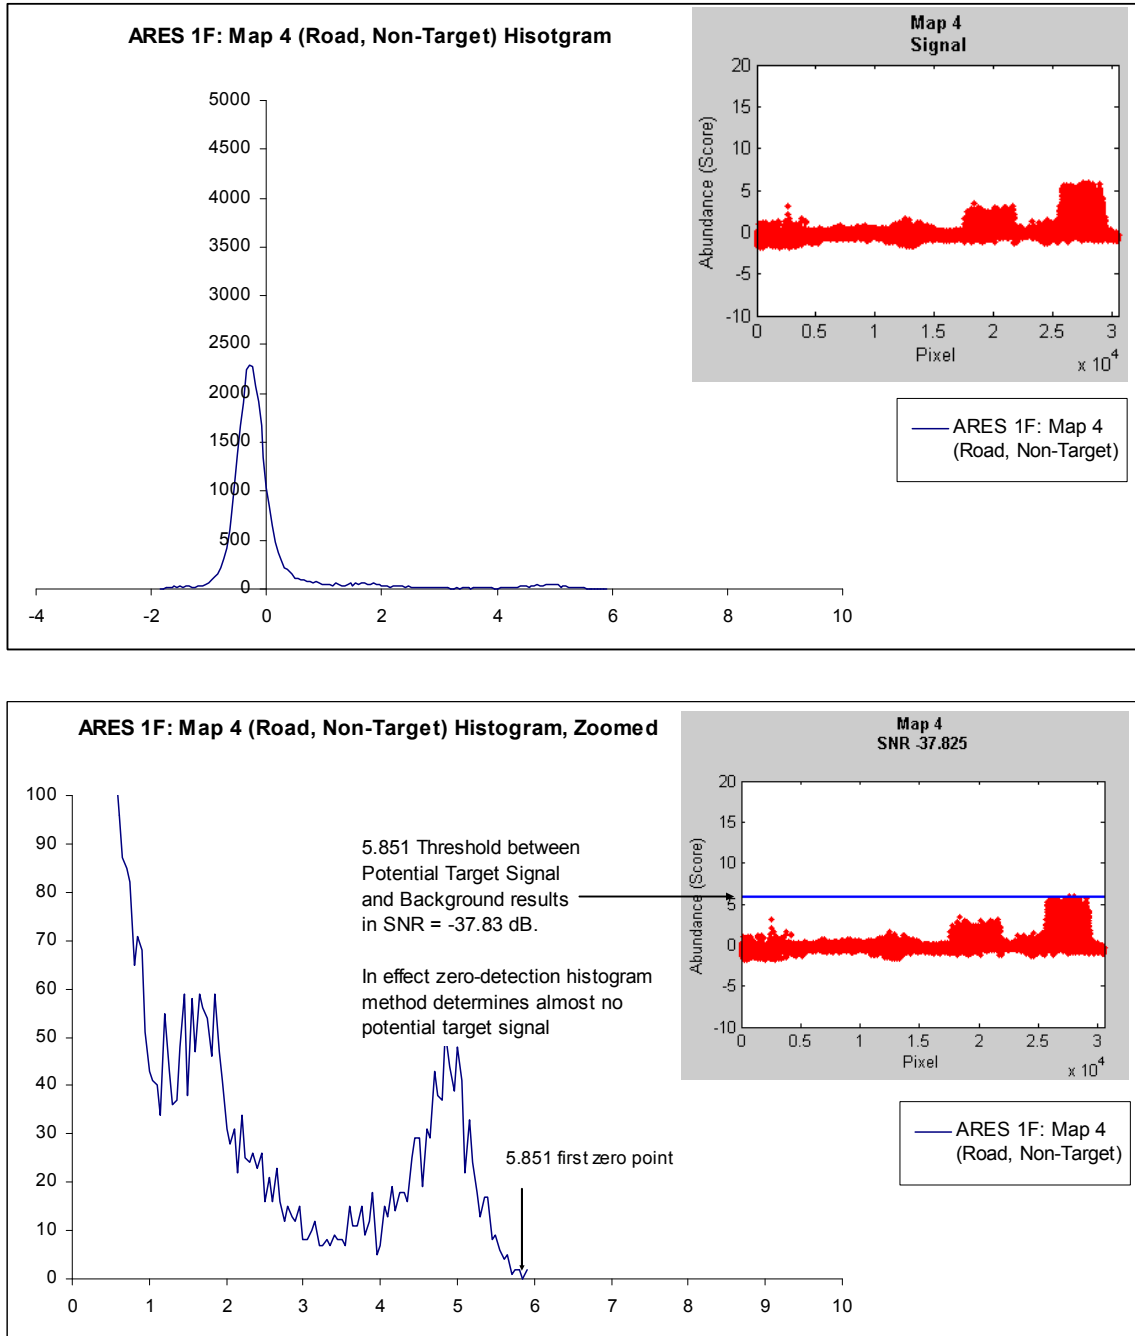 ARES 1F: Map 4 (Road, Non-Target) Hisotgram
5000
4500
4000
3500
3000
2500
2000
1500
1000
500
0
-4
-2
0
2
4
6
8
10
Map 4
Signal
Abundance (Score)
20
15
10
5
0
-5
-10
0
0.5
1
1.5
2
2.5
3
Pixel
x 10^4
ARES 1F: Map 4
(Road, Non-Target)
ARES 1F: Map 4 (Road, Non-Target) Histogram, Zoomed
100
90
80
70
60
50
40
30
20
10
0
0
1
2
3
4
5
6
7
8
9
10
5.851 Threshold between
Potential Target Signal
and Background results
in SNR = -37.83 dB.
In effect zero-detection histogram
method determines almost no
potential target signal
5.851 first zero point
Map 4
SNR -37.825
Abundance (Score)
20
15
10
5
0
-5
-10
0
0.5
1
1.5
2
2.5
3
Pixel
x 10^4
ARES 1F: Map 4
(Road, Non-Target)